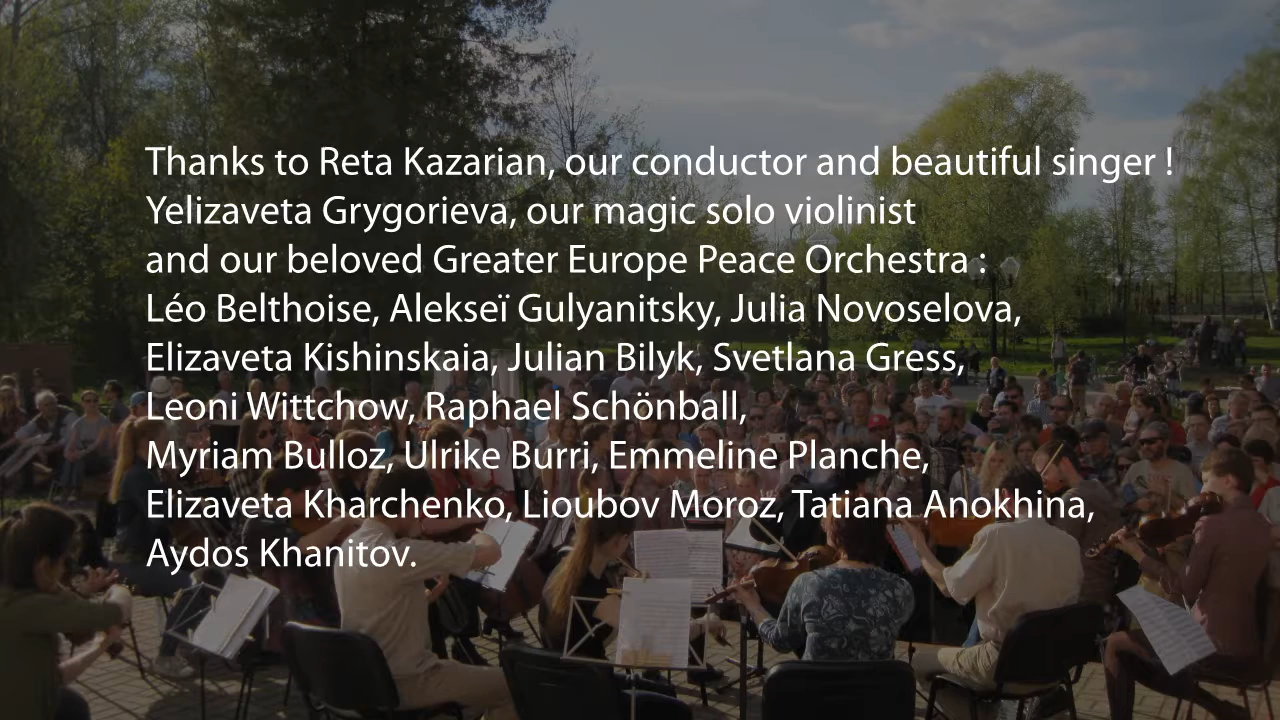 Thanks to Reta Kazarian, our conductor and beautiful singer !
Yelizaveta Grygorieva, our magic solo violinist
and our beloved Greater Europe Peace Orchestra :
Léo Belthoise, Alekseï Gulyanitsky, Julia Novoselova,
Elizaveta Kishinskaia, Julian Bilyk, Svetlana Gress,
Leoni Wittchow, Raphael Schönball,
Myriam Bulloz, Ulrike Burri, Emmeline Planche,
Elizaveta Kharchenko, Lioubov Moroz, Tatiana Anokhina,
Aydos Khanitov.